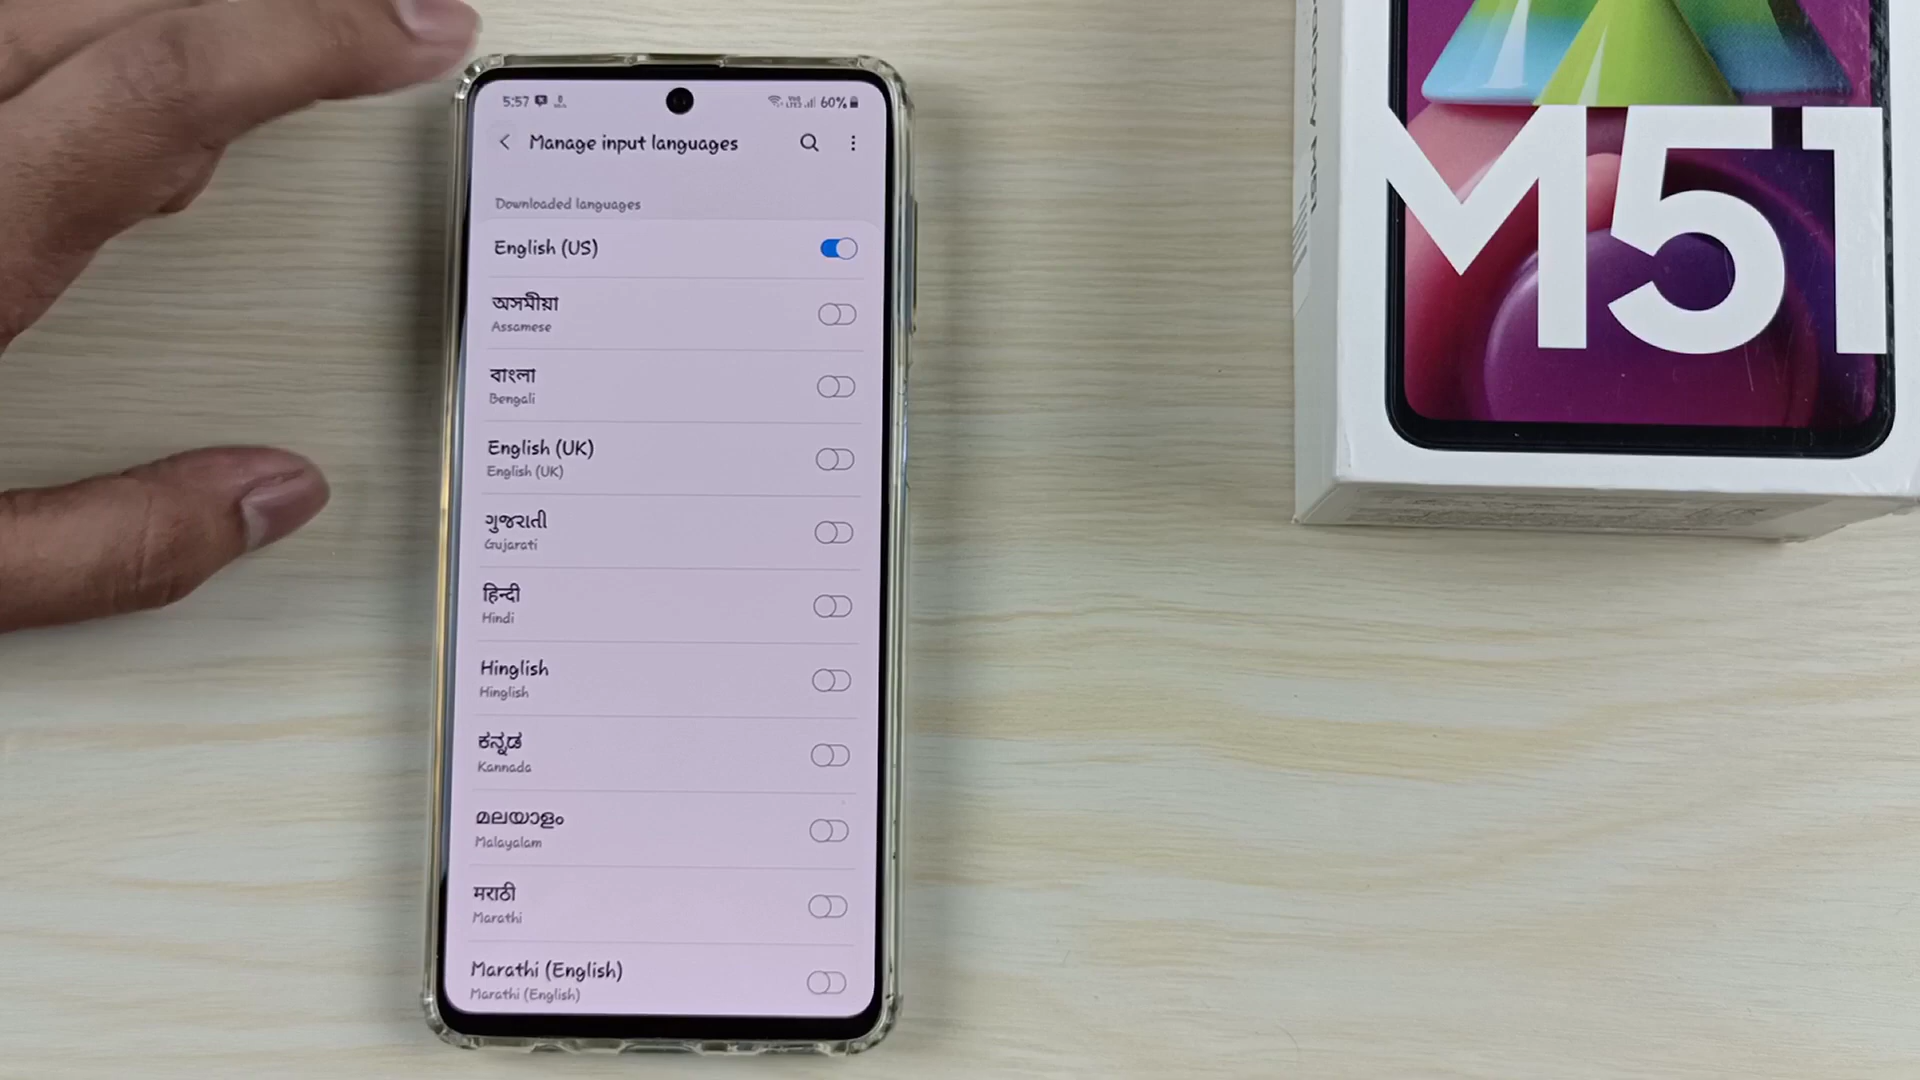 5:57 60%
Manage input languages
Downloaded languages
English (US)
অসমীয়া
Assamese
বাংলা
Bengali
English (UK)
English (UK)
ગુજરાતી
Gujarati
हिन्दी
Hindi
Hinglish
Hinglish
ಕನ್ನಡ
Kannada
മലയാളം
Malayalam
मराठी
Marathi
Marathi (English)
Marathi (English)
M51